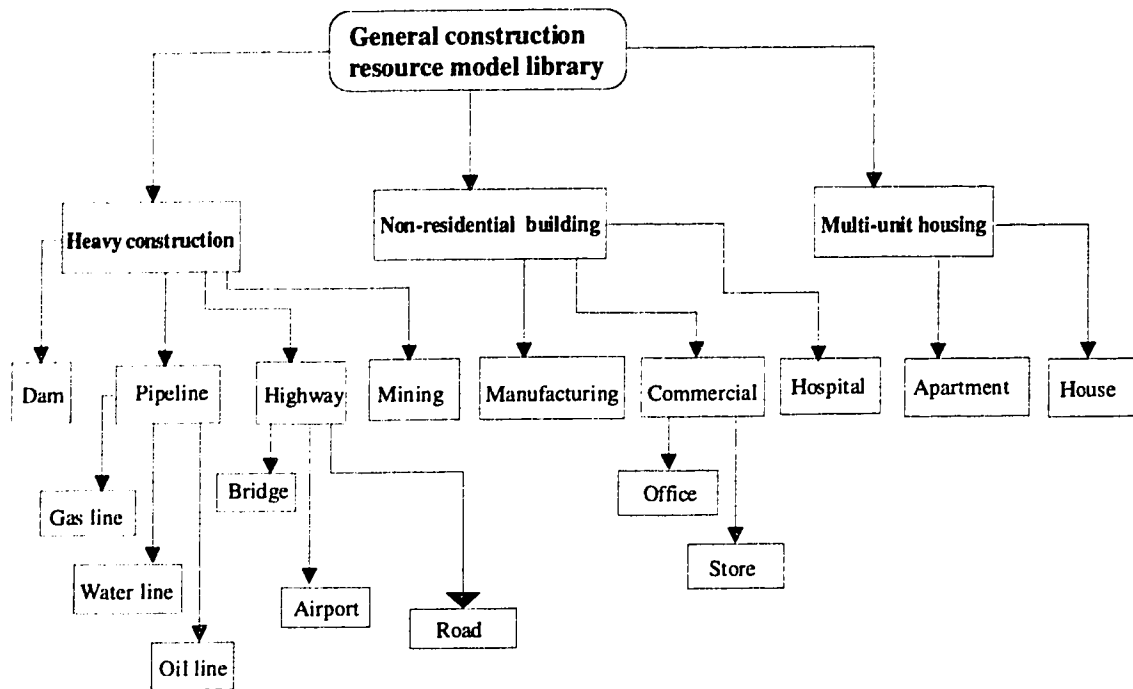 General construction
resource model library
Heavy construction
Non-residential building
Multi-unit housing
Dam
Pipeline
Highway
Mining
Manufacturing
Commercial
Hospital
Apartment
House
Gas line
Bridge
Office
Water line
Airport
Store
Oil line
Road